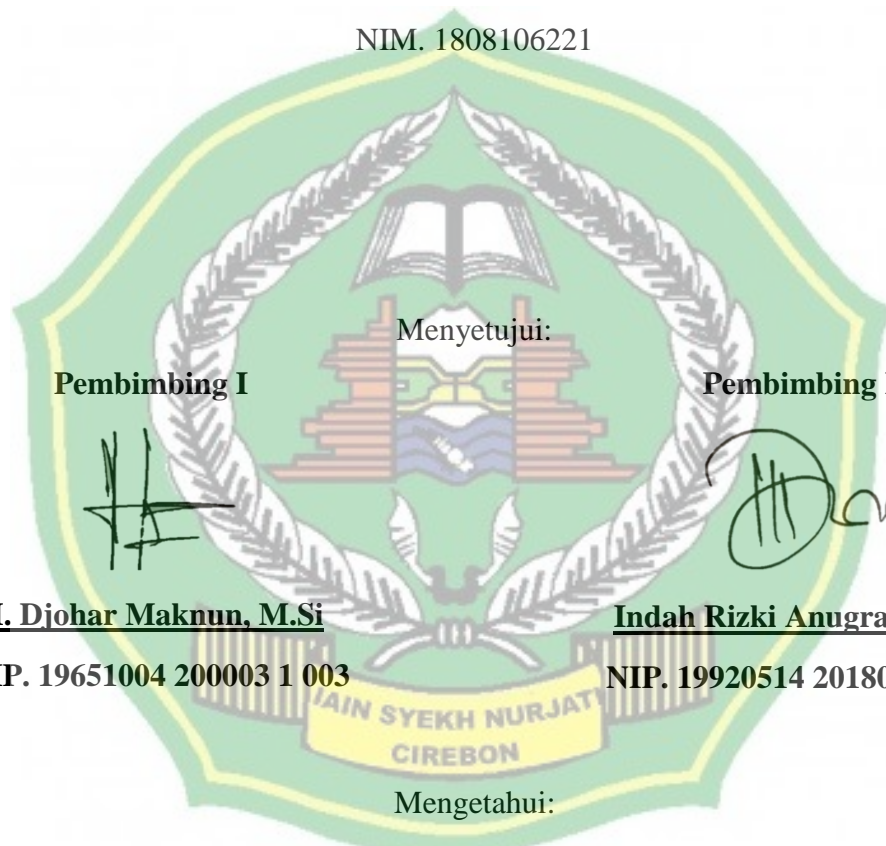 NIM. 1808106221
Menyetujui:
Pembimbing I
Pembimbing
Djohar Maknun, M.Si
Indah Rizki Anugra
19651004 200003 1 003
NIP. 19920514 20180
IAIN SYEKH NURJATI
CIREBON
Mengetahui: